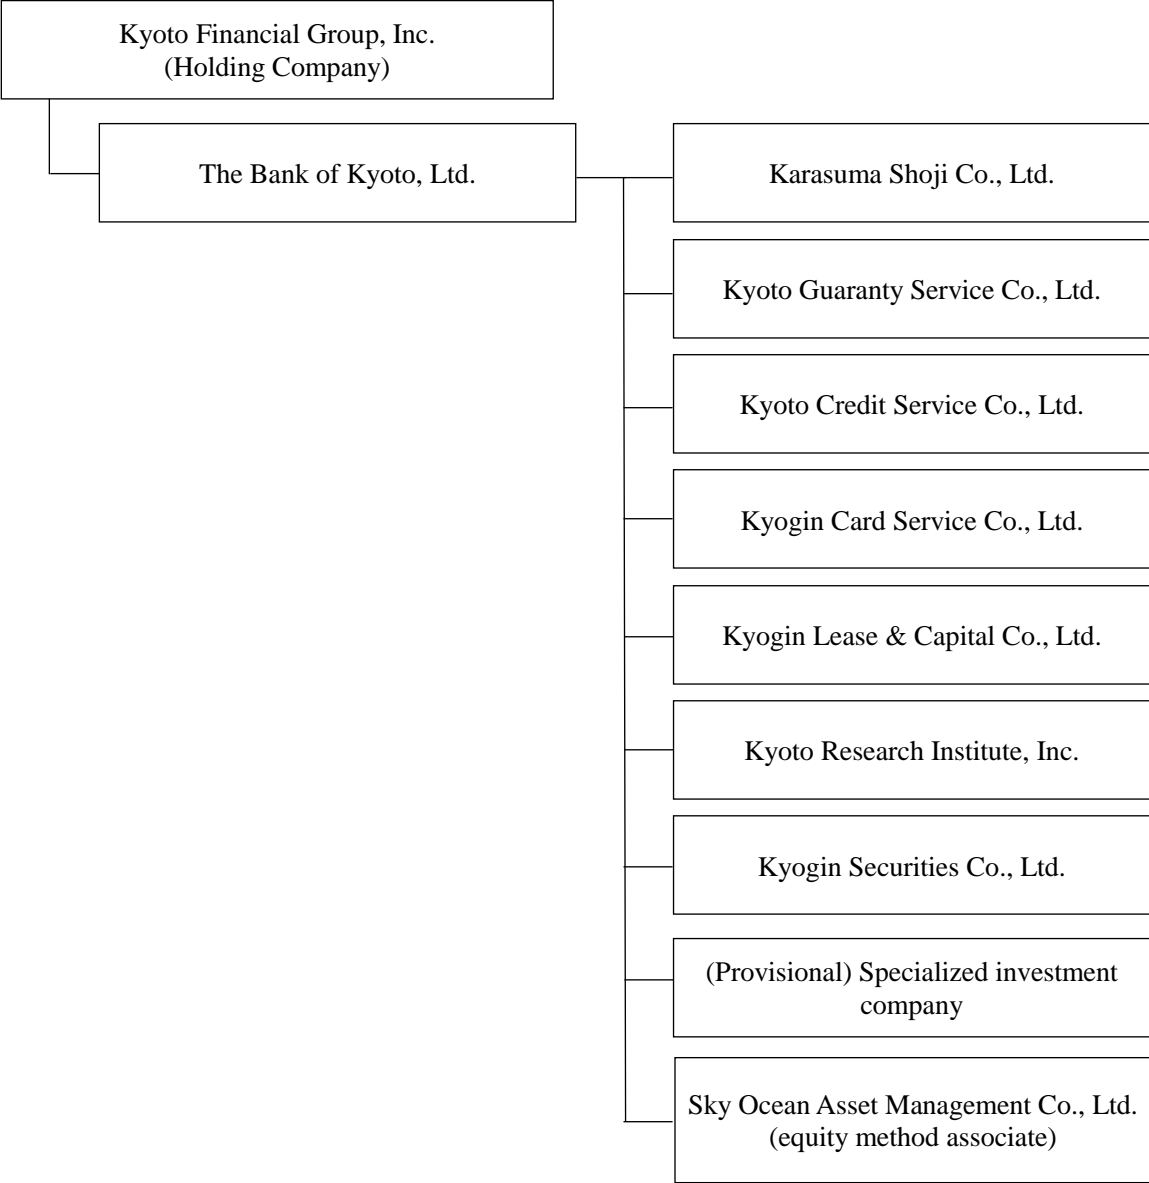 Kyoto Financial Group, Inc.
(Holding Company)
The Bank of Kyoto, Ltd.
Karasuma Shoji Co., Ltd.
Kyoto Guaranty Service Co., Ltd.
Kyoto Credit Service Co., Ltd.
Kyogin Card Service Co., Ltd.
Kyogin Lease & Capital Co., Ltd.
Kyoto Research Institute, Inc.
Kyogin Securities Co., Ltd.
(Provisional) Specialized investment
company
Sky Ocean Asset Management Co., Ltd.
(equity method associate)